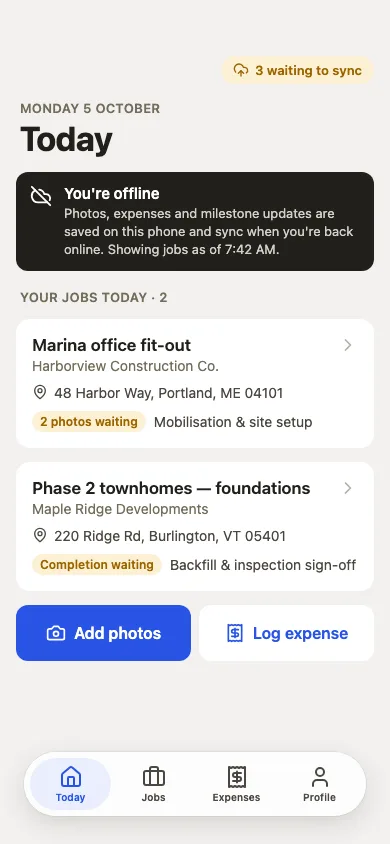 3 waiting to sync
MONDAY 5 OCTOBER
Today
You're offline
Photos, expenses and milestone updates are
saved on this phone and sync when you're back
online. Showing jobs as of 7:42 AM.
YOUR JOBS TODAY · 2
Marina office fit-out
Harborview Construction Co.
48 Harbor Way, Portland, ME 04101
2 photos waiting Mobilisation & site setup
Phase 2 townhomes — foundations
Maple Ridge Developments
220 Ridge Rd, Burlington, VT 05401
Completion waiting Backfill & inspection sign-off
Add photos Log expense
Today Jobs Expenses Profile